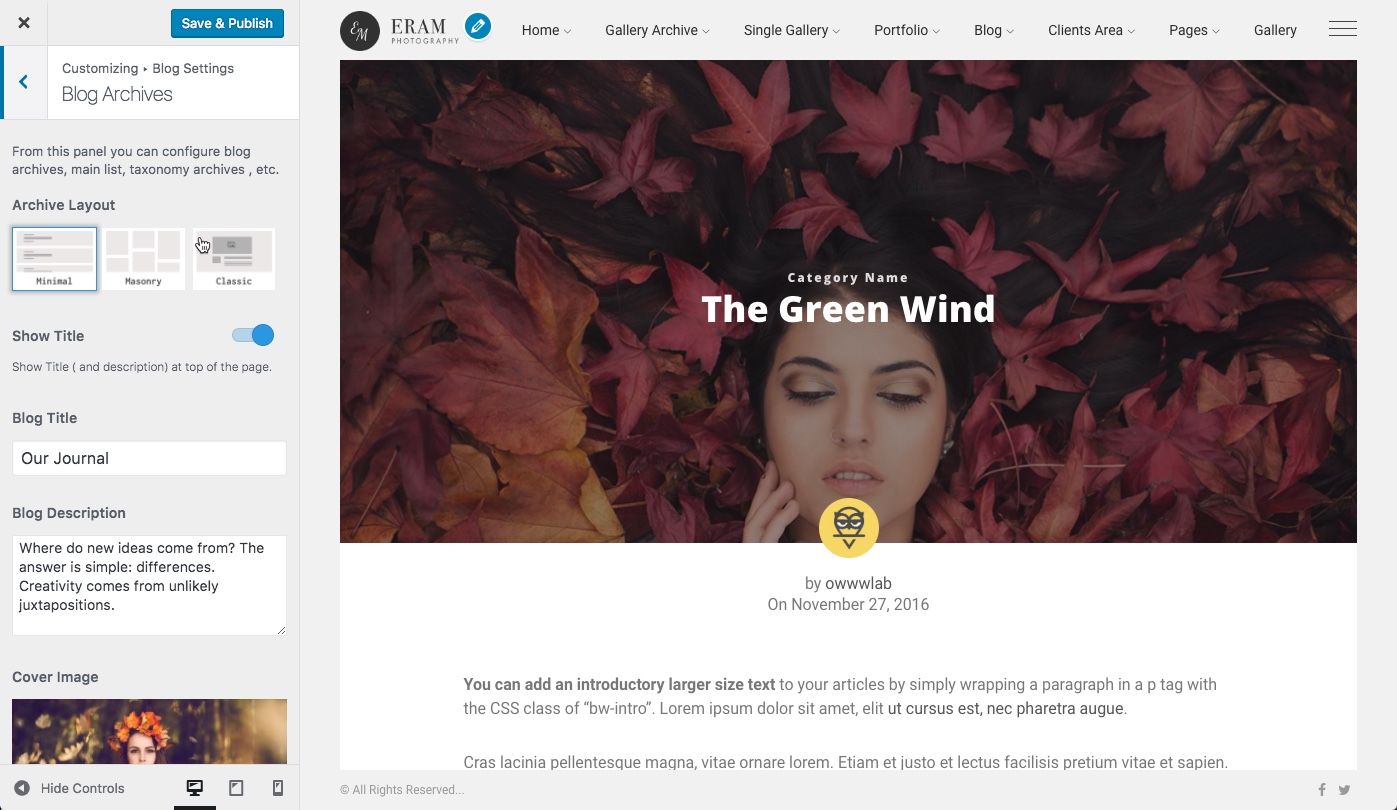 Save & Publish
Customizing ▸ Blog Settings
Blog Archives
From this panel you can configure blog
archives, main list, taxonomy archives , etc.
Archive Layout
Minimal
Masonry
Classic
Show Title
Show Title ( and description) at top of the page.
Blog Title
Our Journal
Blog Description
Where do new ideas come from? The
answer is simple: differences.
Creativity comes from unlikely
juxtapositions.
Cover Image
Hide Controls
EM
ERAM
PHOTOGRAPHY
Home
Gallery Archive
Single Gallery
Portfolio
Blog
Clients Area
Pages
Gallery
Category Name
The Green Wind
by owwwlab
On November 27, 2016
You can add an introductory larger size text to your articles by simply wrapping a paragraph in a p tag with
the CSS class of “bw-intro”. Lorem ipsum dolor sit amet, elit ut cursus est, nec pharetra augue.
Cras lacinia pellentesque magna, vitae ornare lorem. Etiam et justo et lectus facilisis pretium vitae et sapien.
© All Rights Reserved...